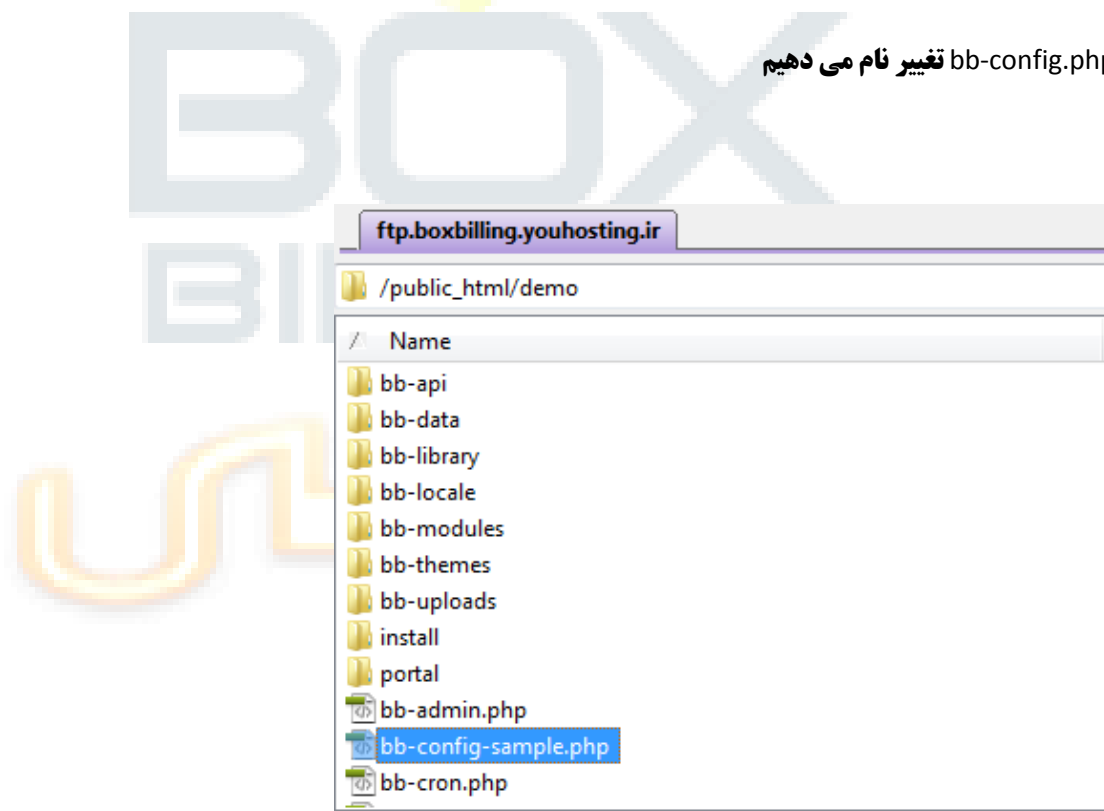 BOX
bb-config.php تغییر نام می دهیم
ftp.boxbilling.youhosting.ir
/public_html/demo
Name
bb-api
bb-data
bb-library
bb-locale
bb-modules
bb-themes
bb-uploads
install
portal
bb-admin.php
bb-config-sample.php
bb-cron.php